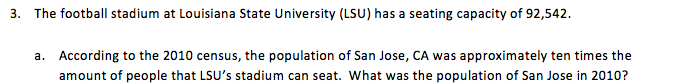 3. The football stadium at Louisiana State University (LSU) has a seating capacity of 92,542.
a. According to the 2010 census, the population of San Jose, CA was approximately ten times the
amount of people that LSU's stadium can seat. What was the population of San Jose in 2010?